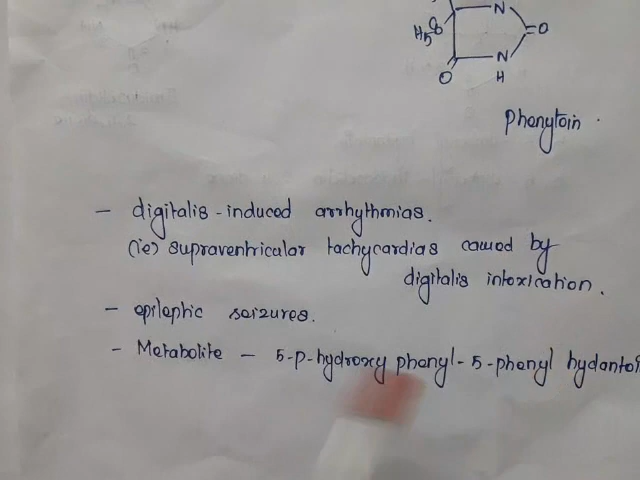 N
H5C6
=O
N
O
H
Phenytoin.
- digitalis-induced arrhythmias.
(ie) supraventricular tachycardias caused by
digitalis intoxication.
- epileptic seizures.
- Metabolite - 5-p-hydroxy phenyl-5-phenyl hydantoi